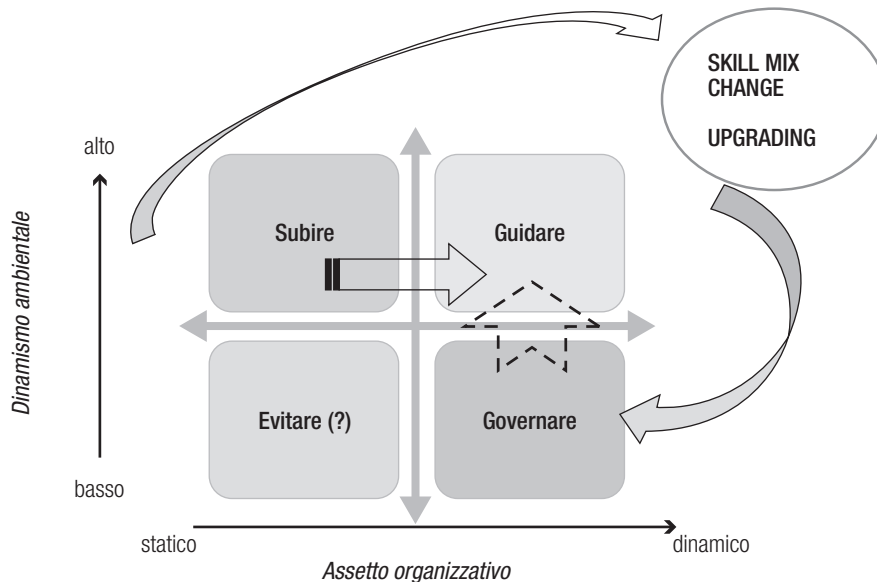 SKILL MIX
CHANGE
UPGRADING
alto
Subire
Guidare
Dinamismo ambientale
Evitare (?)
Governare
basso
statico
dinamico
Assetto organizzativo